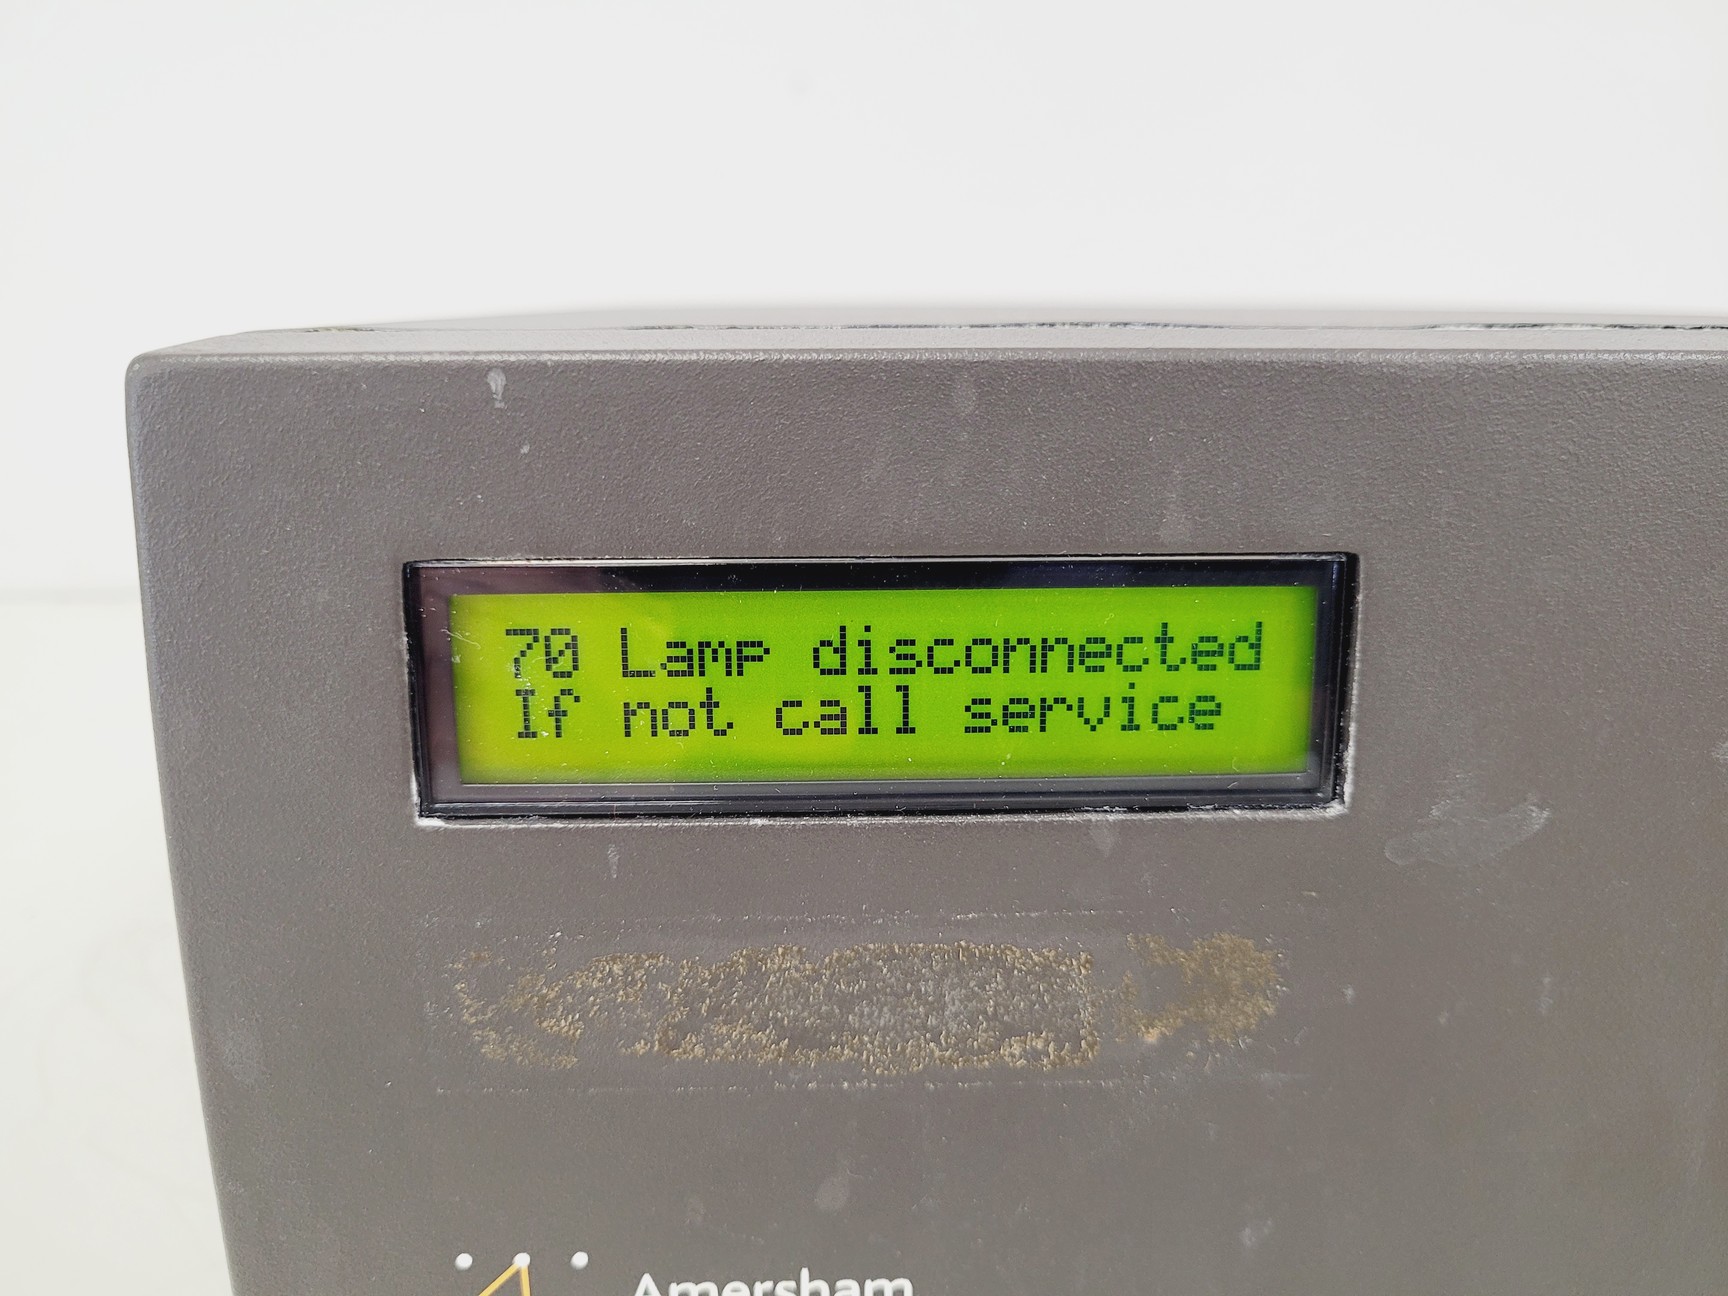 70 Lamp disconnected
If not call service
Amersham